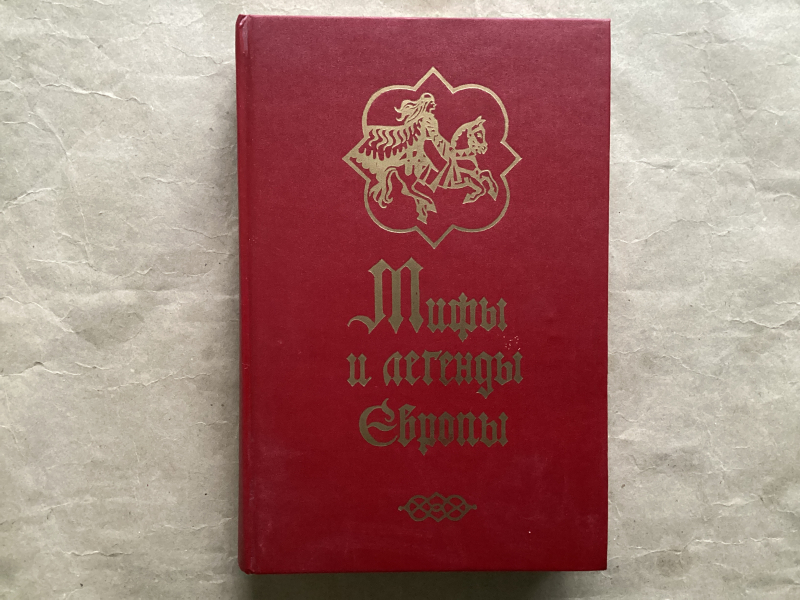 Мифы
и легенды
Европы